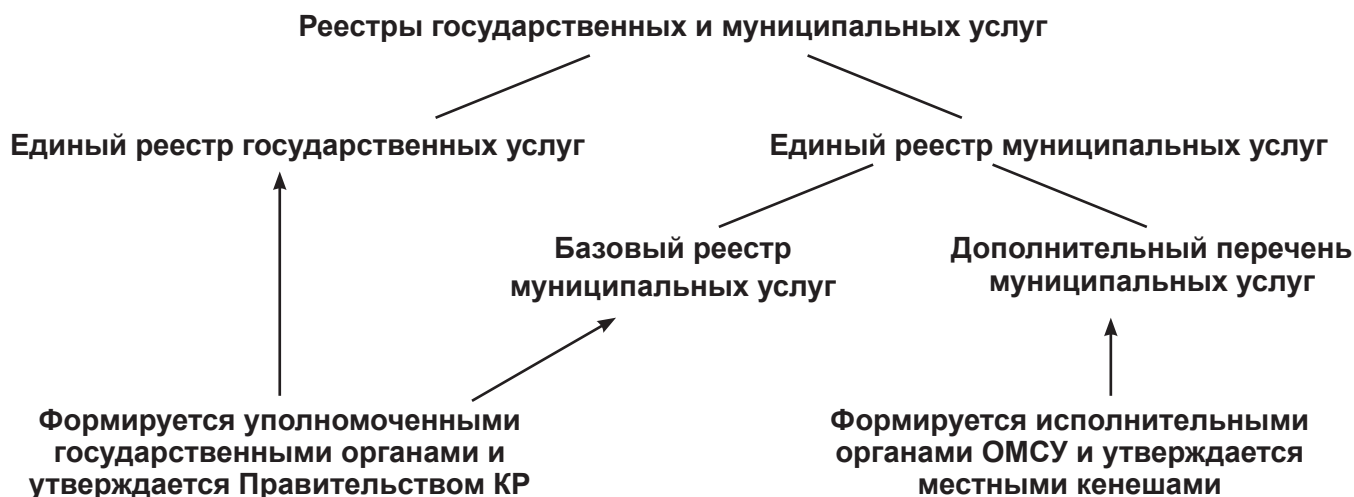 Реестры государственных и муниципальных услуг
Единый реестр государственных услуг
Единый реестр муниципальных услуг
Базовый реестр
муниципальных услуг
Дополнительный перечень
муниципальных услуг
Формируется уполномоченными
государственными органами и
утверждается Правительством КР
Формируется исполнительными
органами ОМСУ и утверждается
местными кенешами